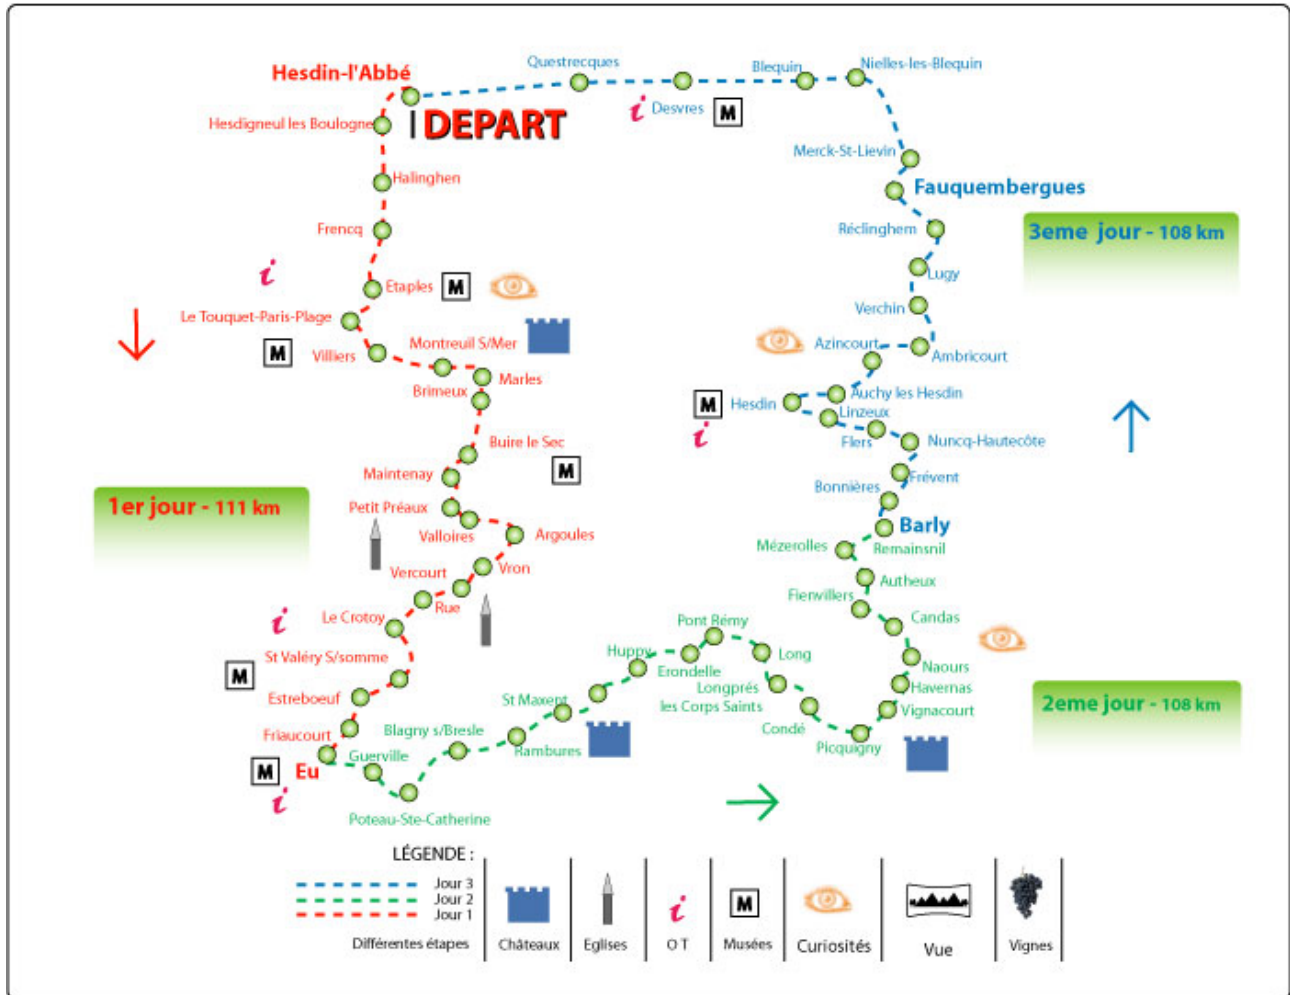 Hesdin-l'Abbé
DEPART
Questrecques
Desvres
M
Blequin
Nielles-les-Blequin
Hesdigneul les Boulogne
Halinghen
Frencq
Etaples
M
Le Touquet-Paris-Plage
M
Villiers
Montreuil S/Mer
Brimeux
Marles
Buire le Sec
M
Maintenay
1er jour - 111 km
Petit Préaux
Valloires
Argoules
Vron
Vercourt
Rue
Le Crotoy
St Valéry S/somme
M
Estreboeuf
Friaucourt
M
Eu
Merck-St-Lievin
Fauquembergues
3eme jour - 108 km
Réclinghem
Lugy
Verchin
Azincourt
Ambricourt
Auchy les Hesdin
M
Hesdin
Linzeux
Flers
Nuncq-Hautecôte
Frévent
Bonnières
Barly
Mézerolles
Remainsnil
Autheux
Fienvillers
Candas
Naours
Havernas
Vignacourt
2eme jour - 108 km
Picquigny
Condé
Longprés
les Corps Saints
Long
Pont Rémy
Erondelle
Huppy
St Maxent
Rambures
Blagny s/Bresle
Guerville
Poteau-Ste-Catherine
LÉGENDE :
Jour 3
Jour 2
Jour 1
Différentes étapes
Châteaux
Eglises
O T
M
Musées
Curiosités
Vue
Vignes